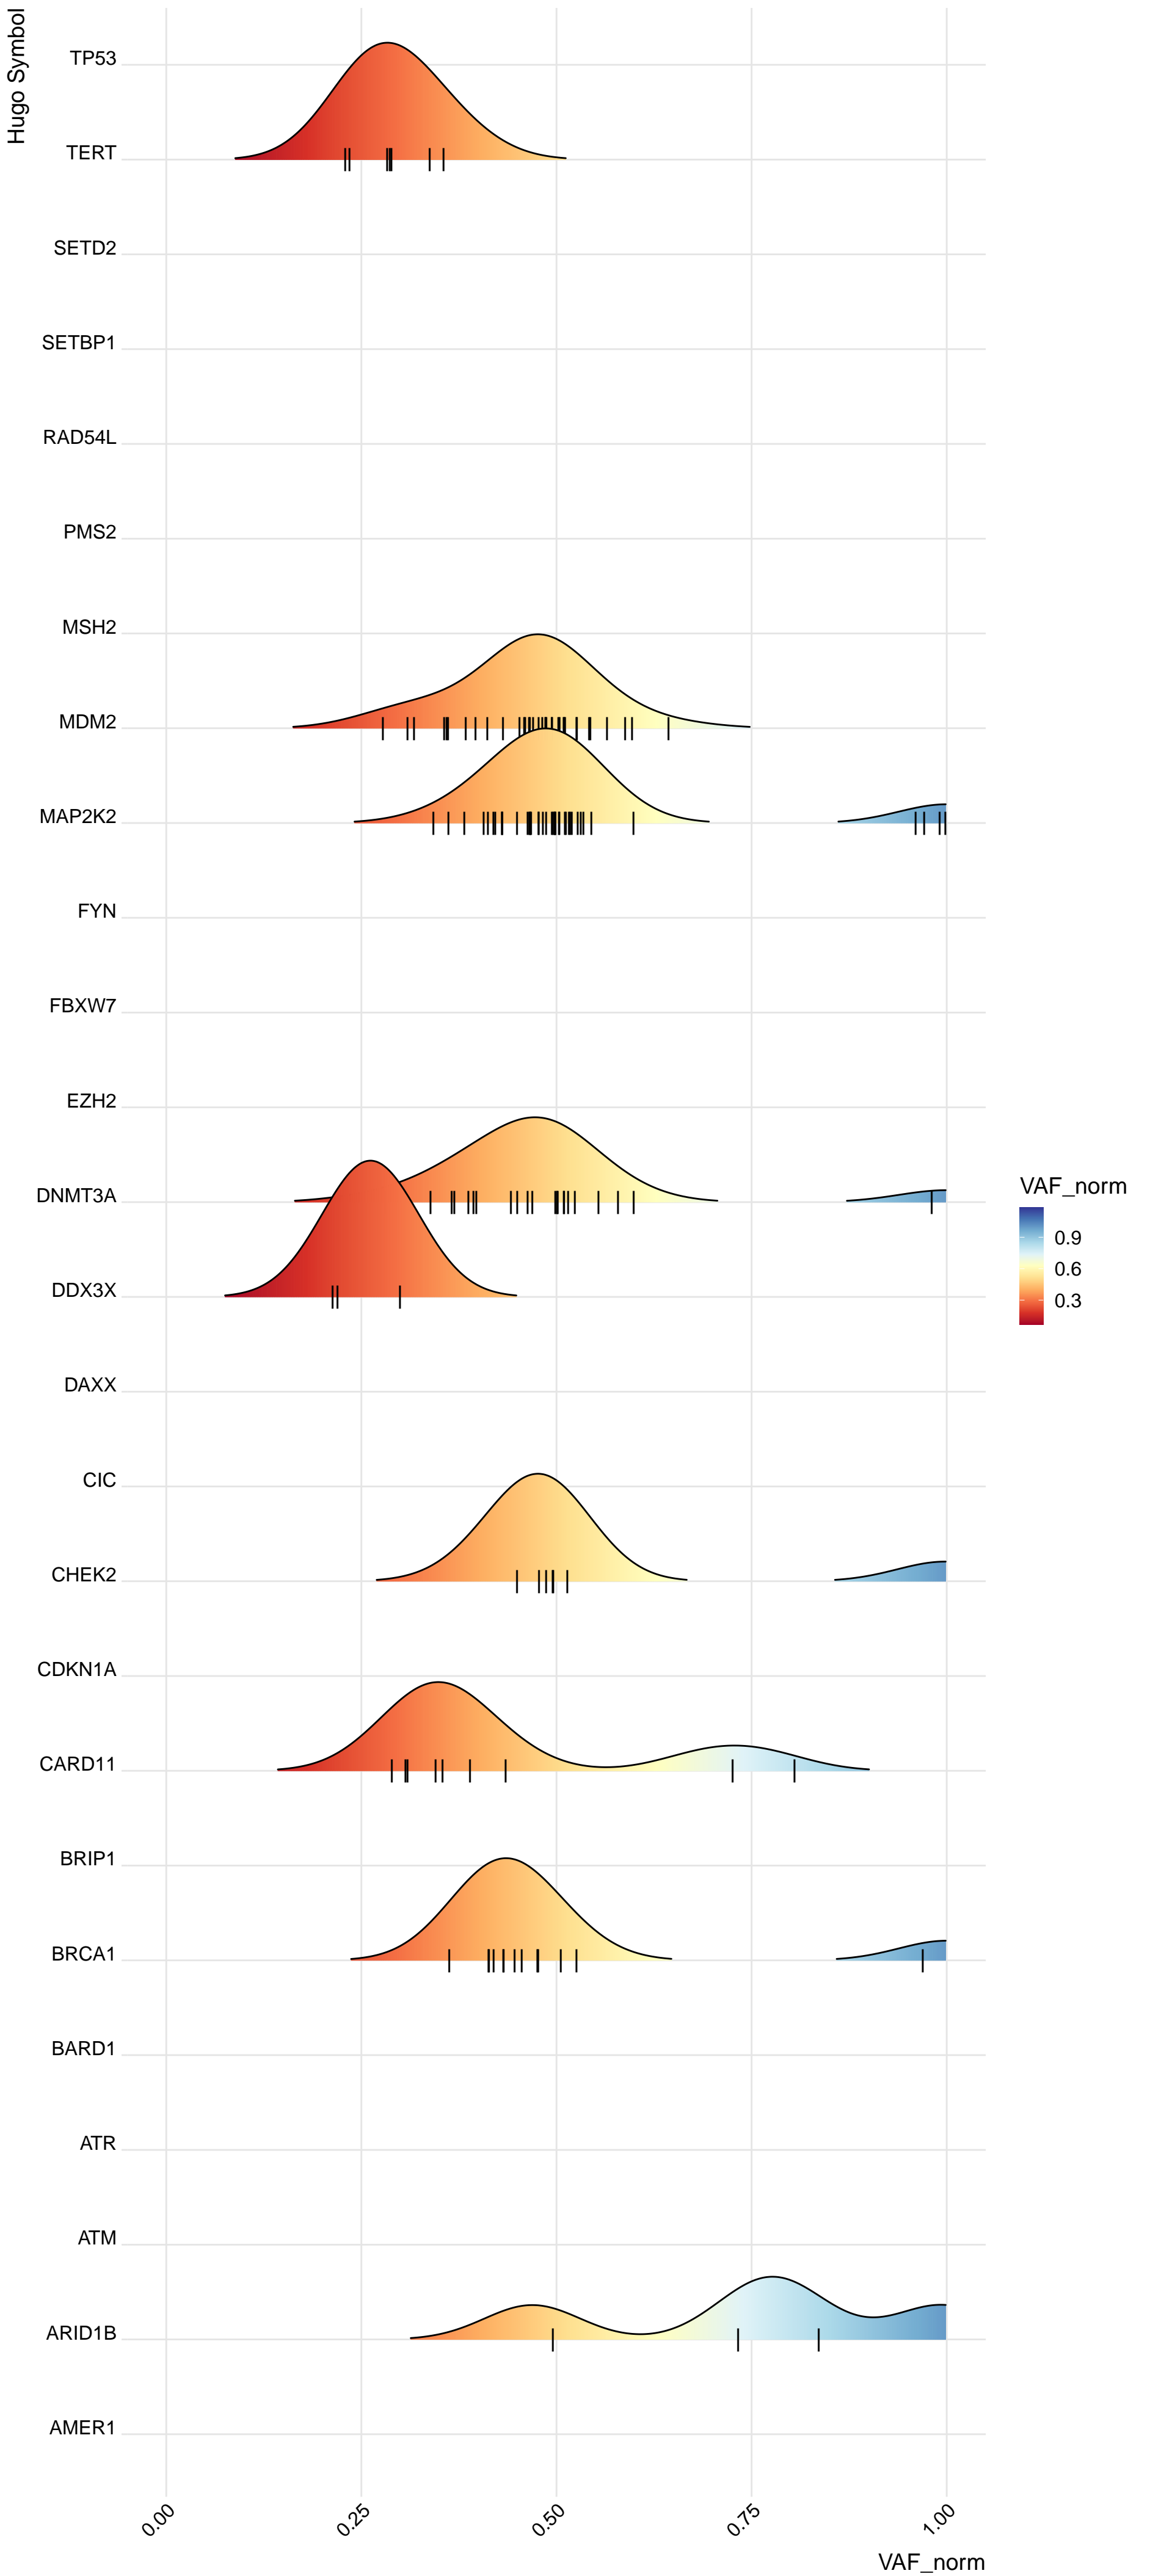 Hugo Symbol
TP53
TERT
SETD2
SETBP1
RAD54L
PMS2
MSH2
MDM2
MAP2K2
FYN
FBXW7
EZH2
DNMT3A
DDX3X
DAXX
CIC
CHEK2
CDKN1A
CARD11
BRIP1
BRCA1
BARD1
ATR
ATM
ARID1B
AMER1
0.00 0.25 0.50 0.75 1.00
VAF_norm
VAF_norm
0.9
0.6
0.3